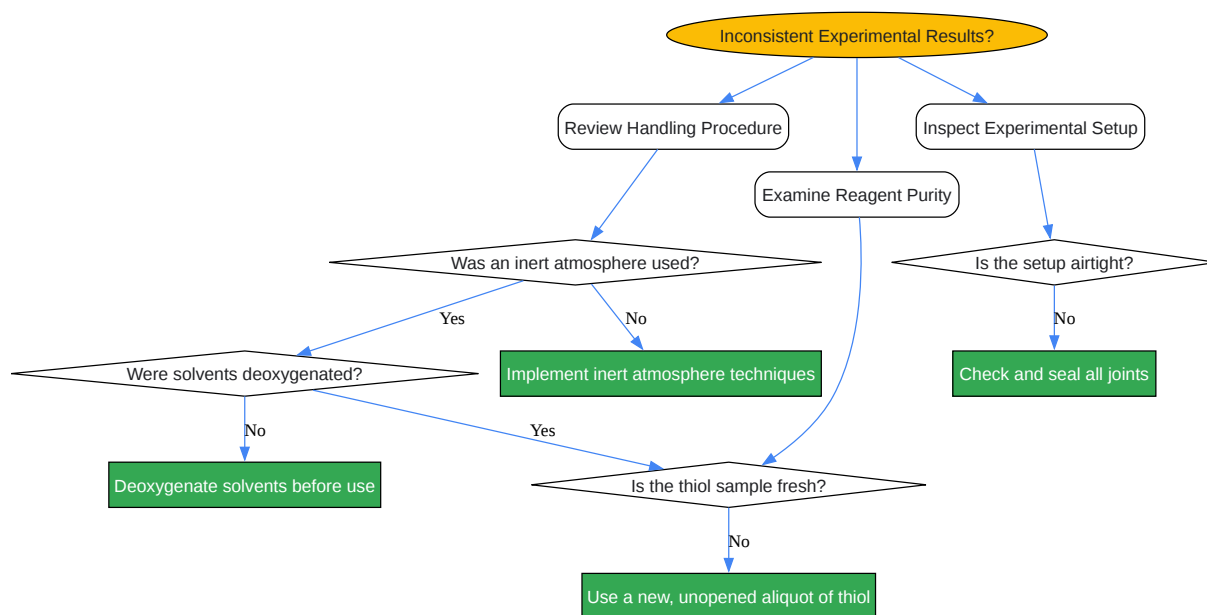 Inconsistent Experimental Results?
Review Handling Procedure
Inspect Experimental Setup
Examine Reagent Purity
Was an inert atmosphere used?
Is the setup airtight?
Yes
No
No
Were solvents deoxygenated?
Implement inert atmosphere techniques
Check and seal all joints
No
Yes
Deoxygenate solvents before use
Is the thiol sample fresh?
No
Use a new, unopened aliquot of thiol